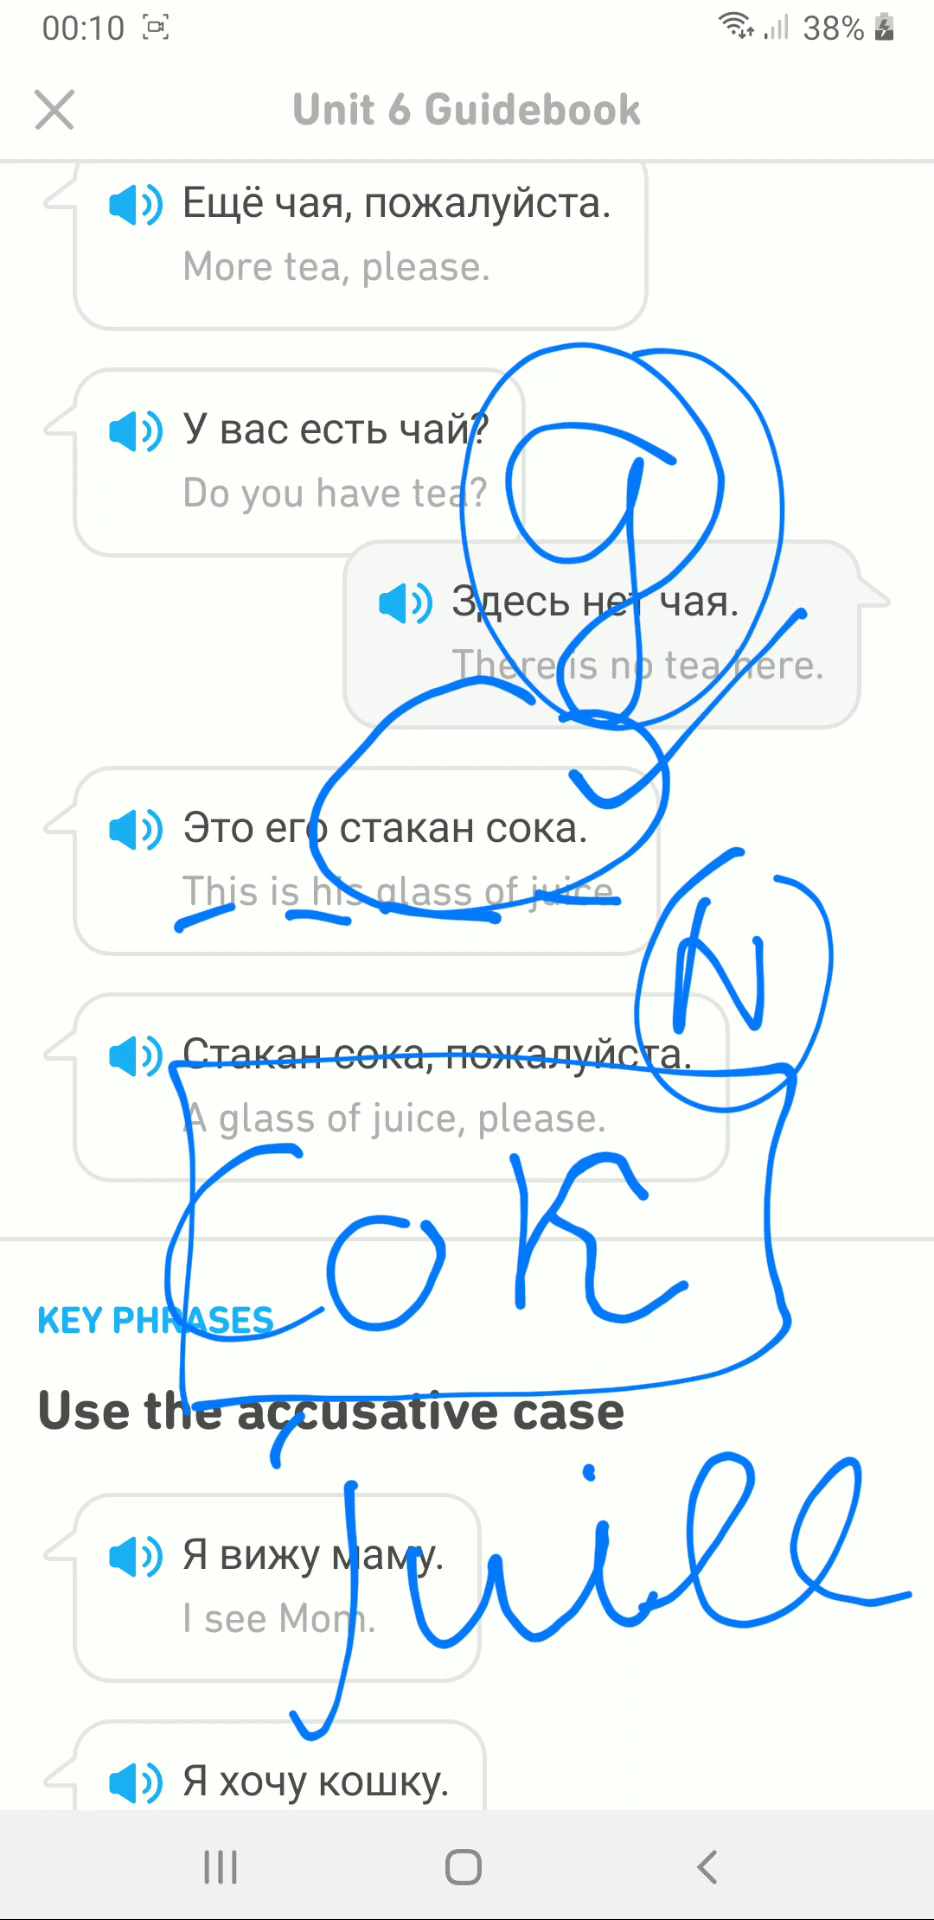 00:10 38%
Unit 6 Guidebook
Ещё чая, пожалуйста.
More tea, please.
У вас есть чай?
Do you have tea?
Здесь нет чая.
There is no tea here.
Это его стакан сока.
This is his glass of juice.
N
Стакан сока, пожалуйста.
A glass of juice, please.
Сок
KEY PHRASES
Use the accusative case
Juice
Я вижу маму.
I see Mom.
Я хочу кошку.